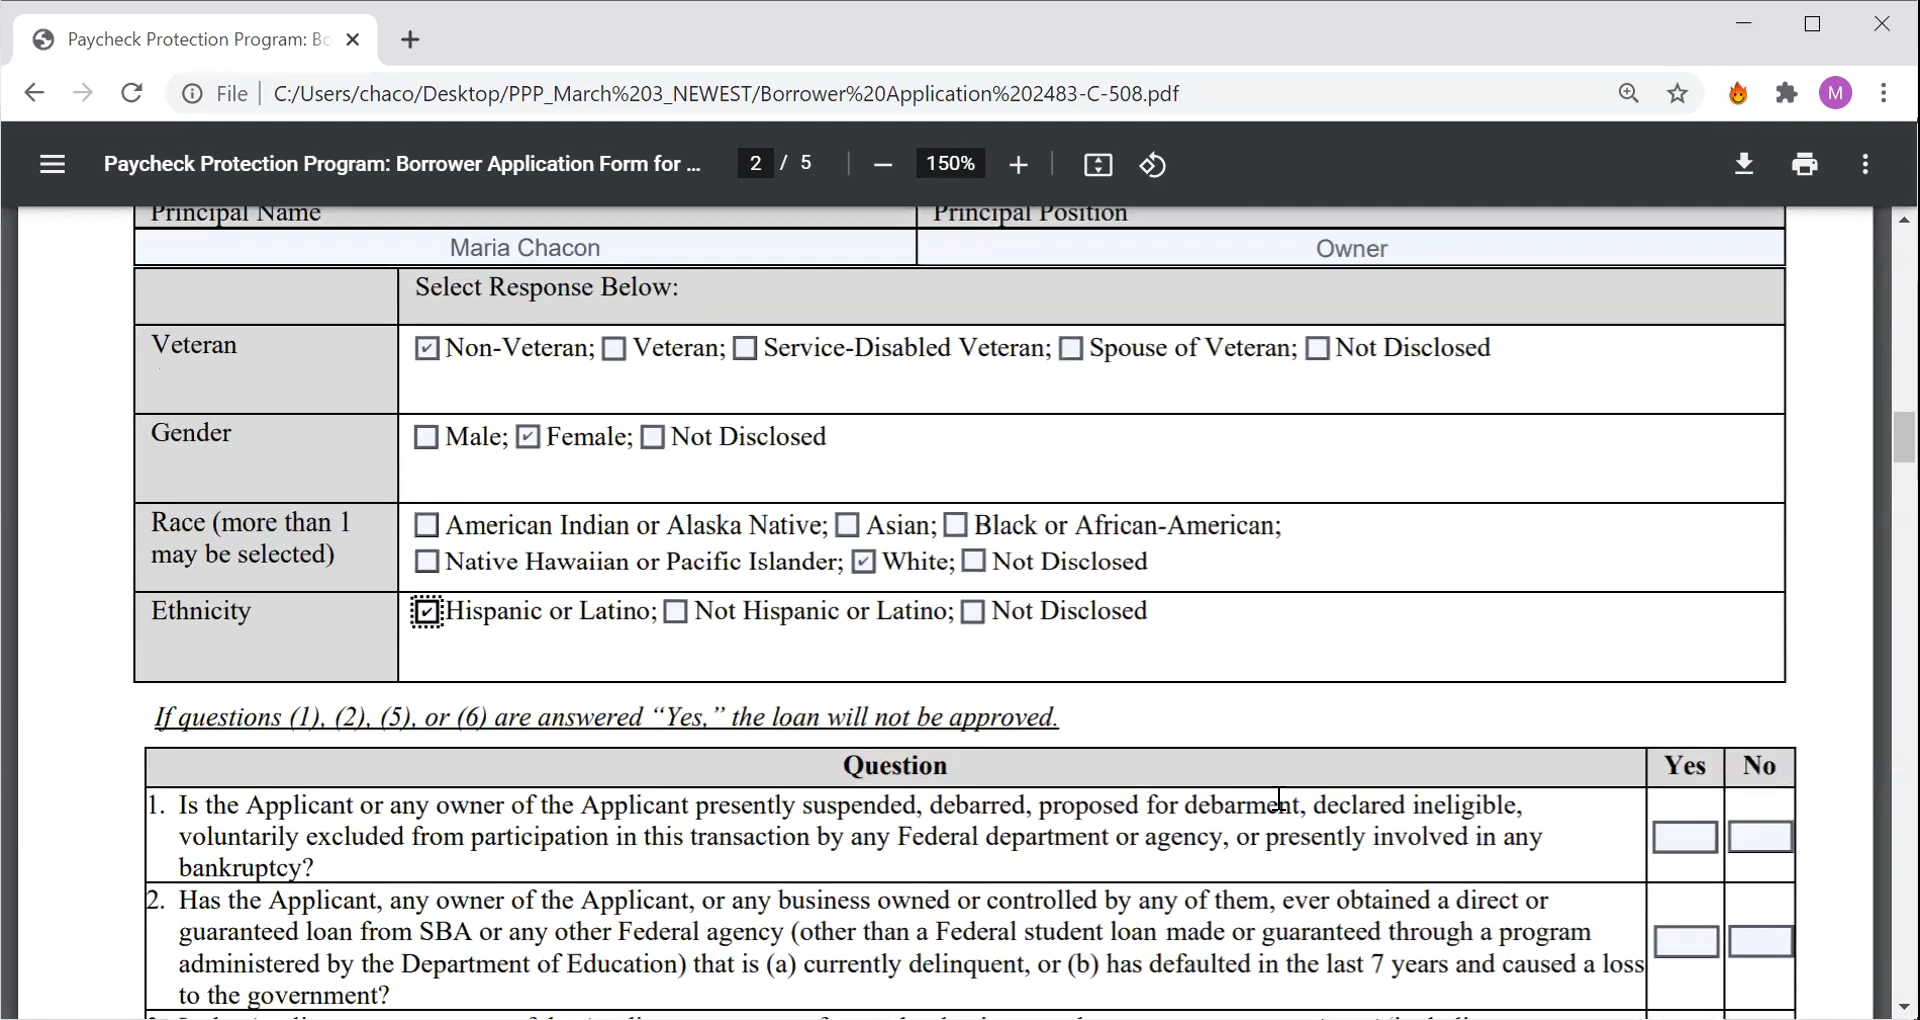 Paycheck Protection Program: Bo
File C:/Users/chaco/Desktop/PPP_March%203_NEWEST/Borrower%20Application%202483-C-508.pdf
M
Paycheck Protection Program: Borrower Application Form for ...
2 / 5
150%
Principal Name
Principal Position
Maria Chacon
Owner
Select Response Below:
Veteran
Non-Veteran; Veteran; Service-Disabled Veteran; Spouse of Veteran; Not Disclosed
Gender
Male; Female; Not Disclosed
Race (more than 1
may be selected)
American Indian or Alaska Native; Asian; Black or African-American;
Native Hawaiian or Pacific Islander; White; Not Disclosed
Ethnicity
Hispanic or Latino; Not Hispanic or Latino; Not Disclosed
If questions (1), (2), (5), or (6) are answered “Yes,” the loan will not be approved.
Question
Yes
No
1. Is the Applicant or any owner of the Applicant presently suspended, debarred, proposed for debarment, declared ineligible,
voluntarily excluded from participation in this transaction by any Federal department or agency, or presently involved in any
bankruptcy?
2. Has the Applicant, any owner of the Applicant, or any business owned or controlled by any of them, ever obtained a direct or
guaranteed loan from SBA or any other Federal agency (other than a Federal student loan made or guaranteed through a program
administered by the Department of Education) that is (a) currently delinquent, or (b) has defaulted in the last 7 years and caused a loss
to the government?